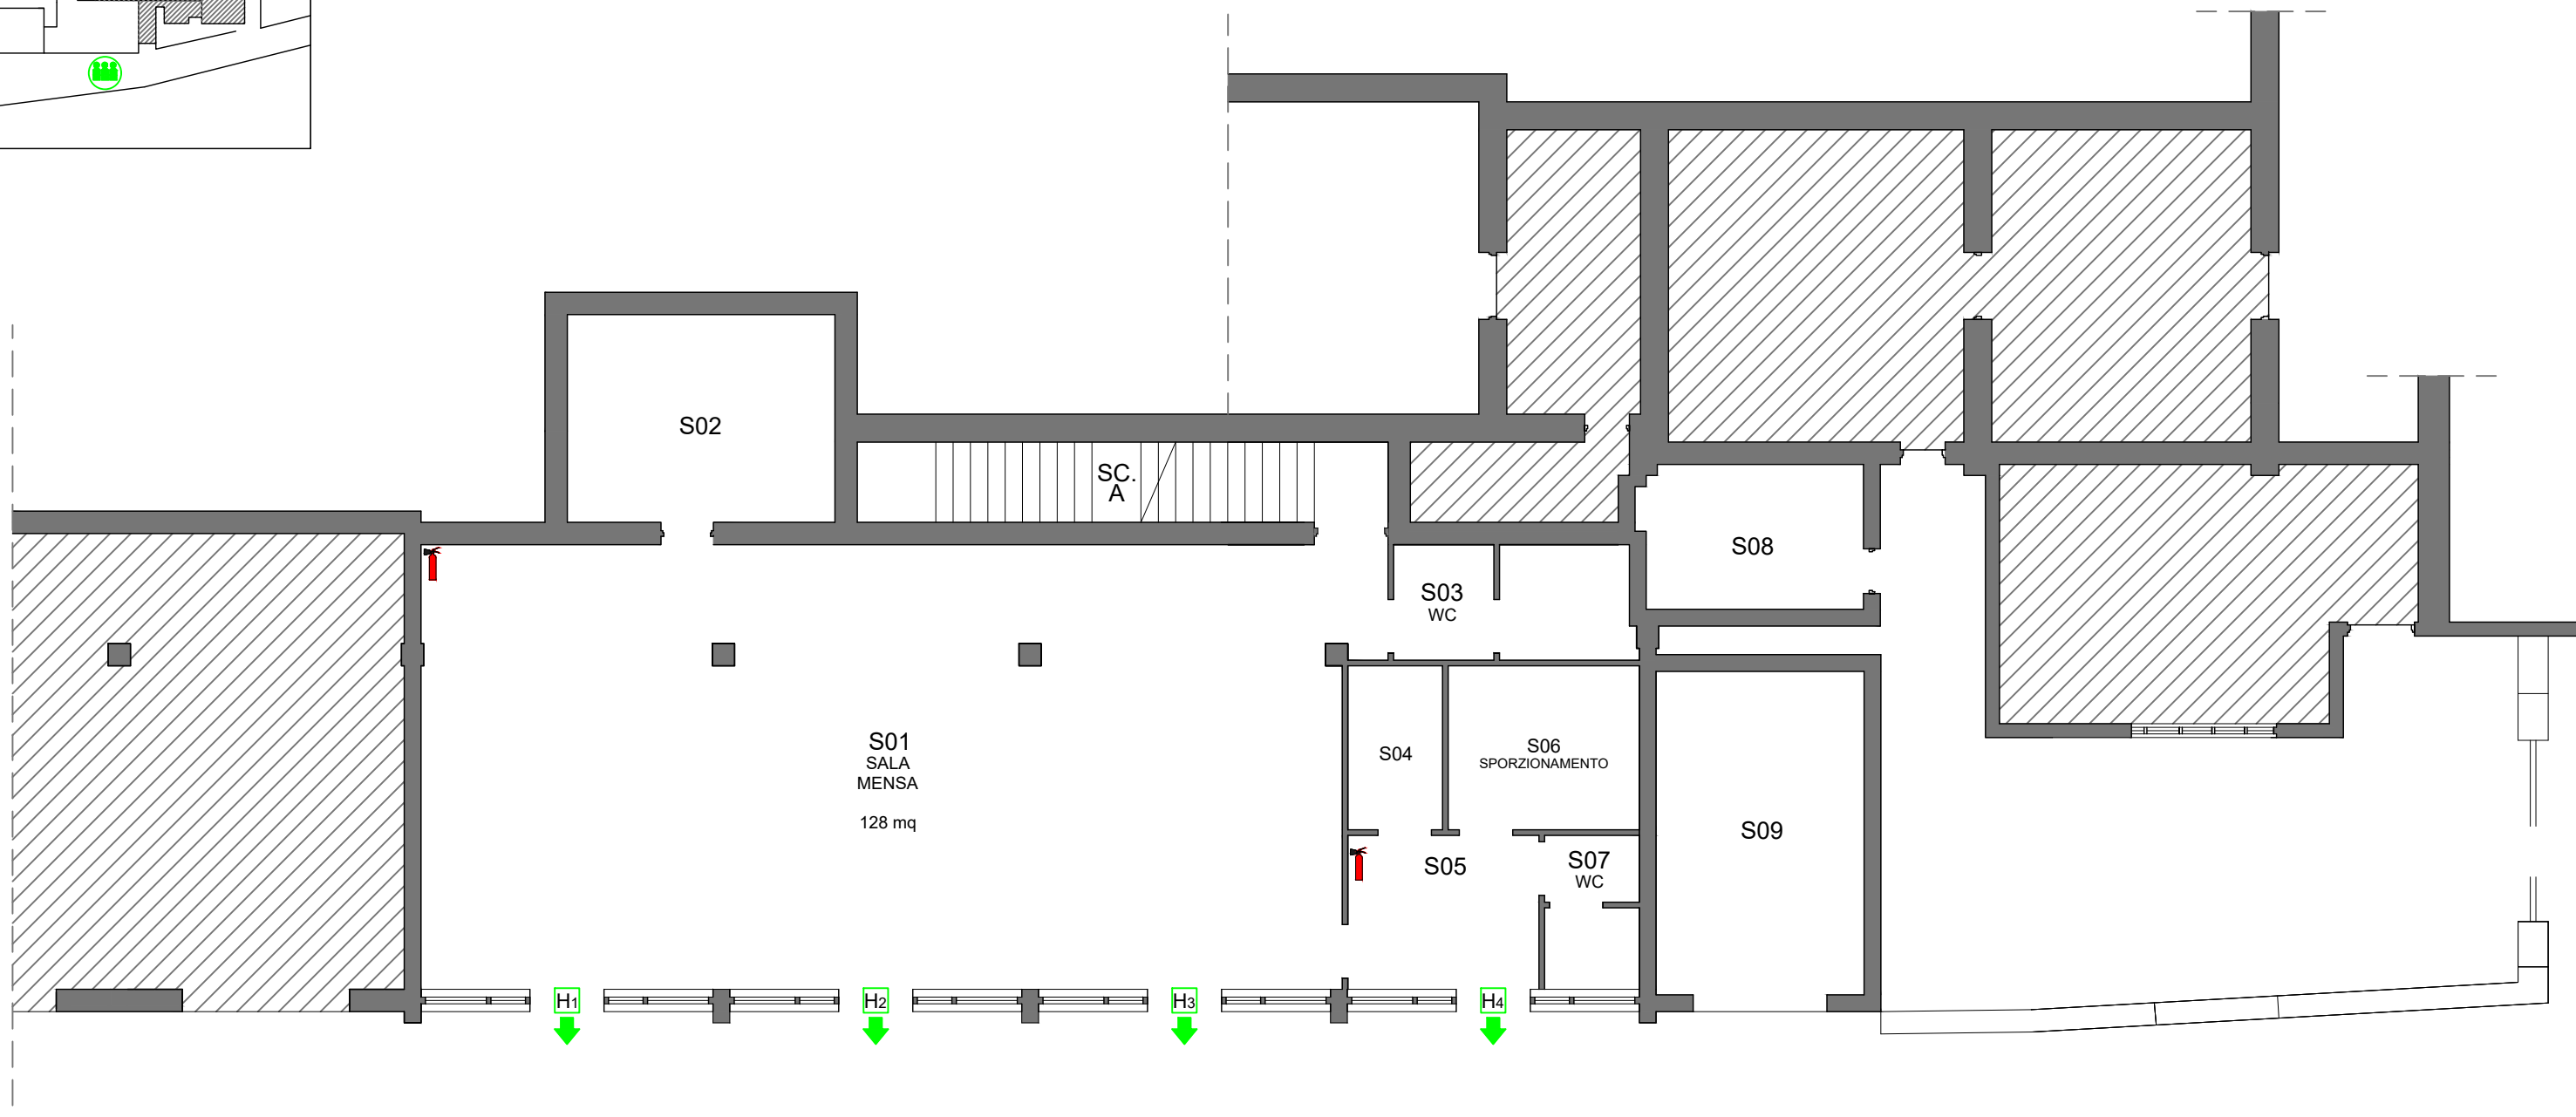 S02
SC.
A
S03
WC
S08
S01
SALA
MENSA
128 mq
S04
S06
SPORZIONAMENTO
S05
S07
WC
S09
H1
H2
H3
H4